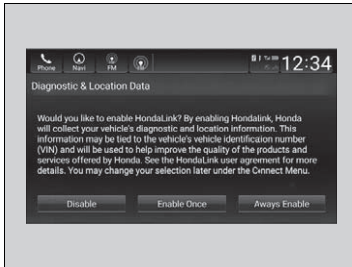 Phone Navi FM 12:34
Diagnostic & Location Data
Would you like to enable HondaLink? By enabling Hondalink, Honda
will collect your vehicle's diagnostic and location information. This
information may be tied to the vehicle's vehicle identification number
(VIN) and will be used to help improve the quality of the products and
services offered by Honda. See the HondaLink user agreement for more
details. You may change your selection later under the Connect Menu.
Disable Enable Once Aways Enable